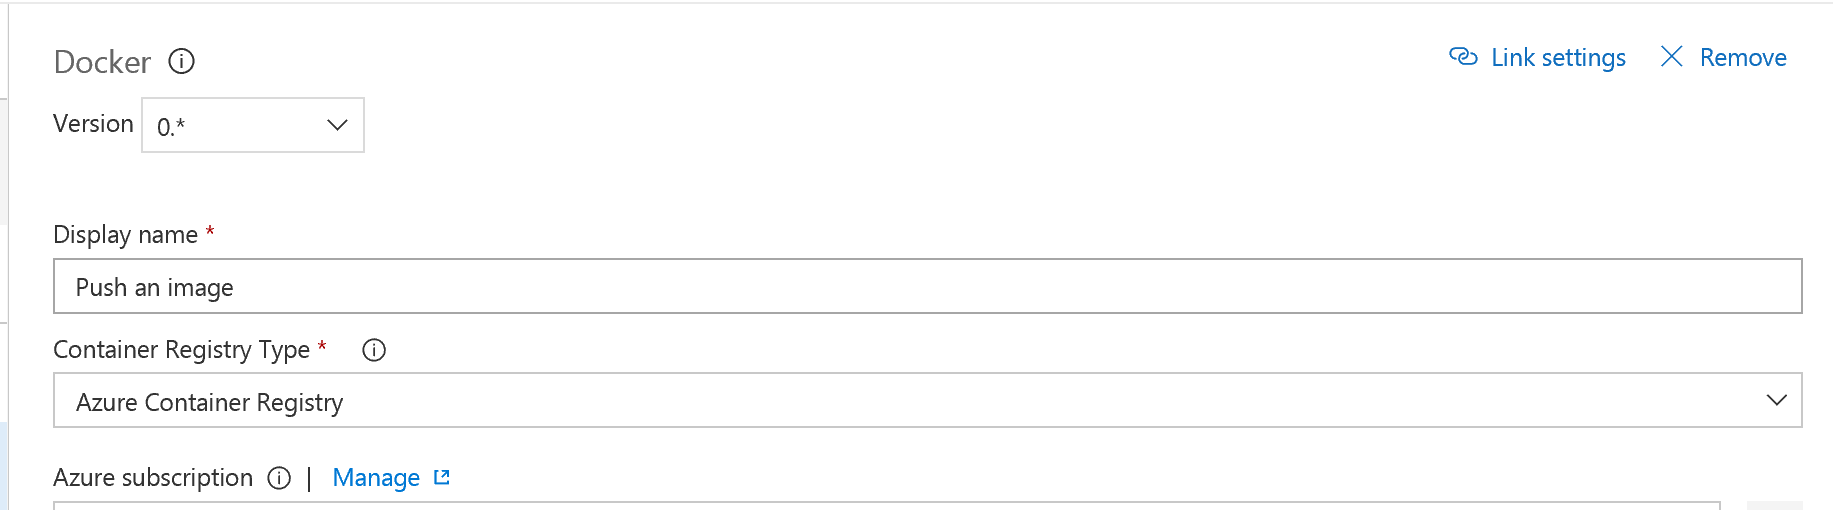 Docker
Link settings
Remove
Version
0.*
Display name *
Push an image
Container Registry Type *
Azure Container Registry
Azure subscription | Manage